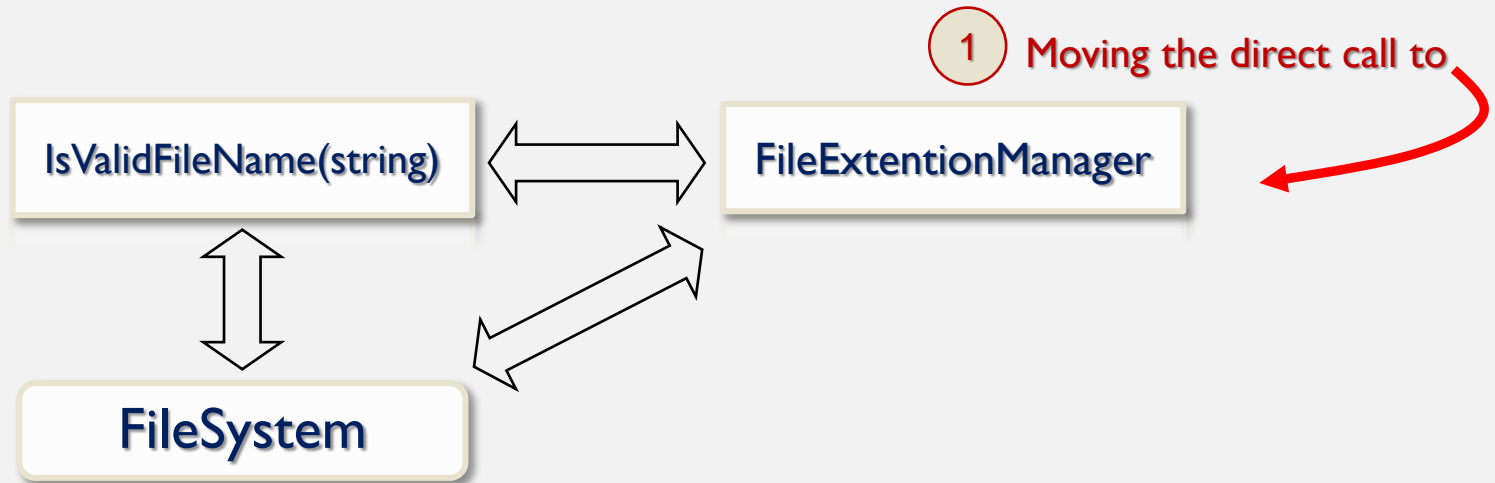 1 Moving the direct call to
IsValidFileName(string)
FileExtentionManager
FileSystem